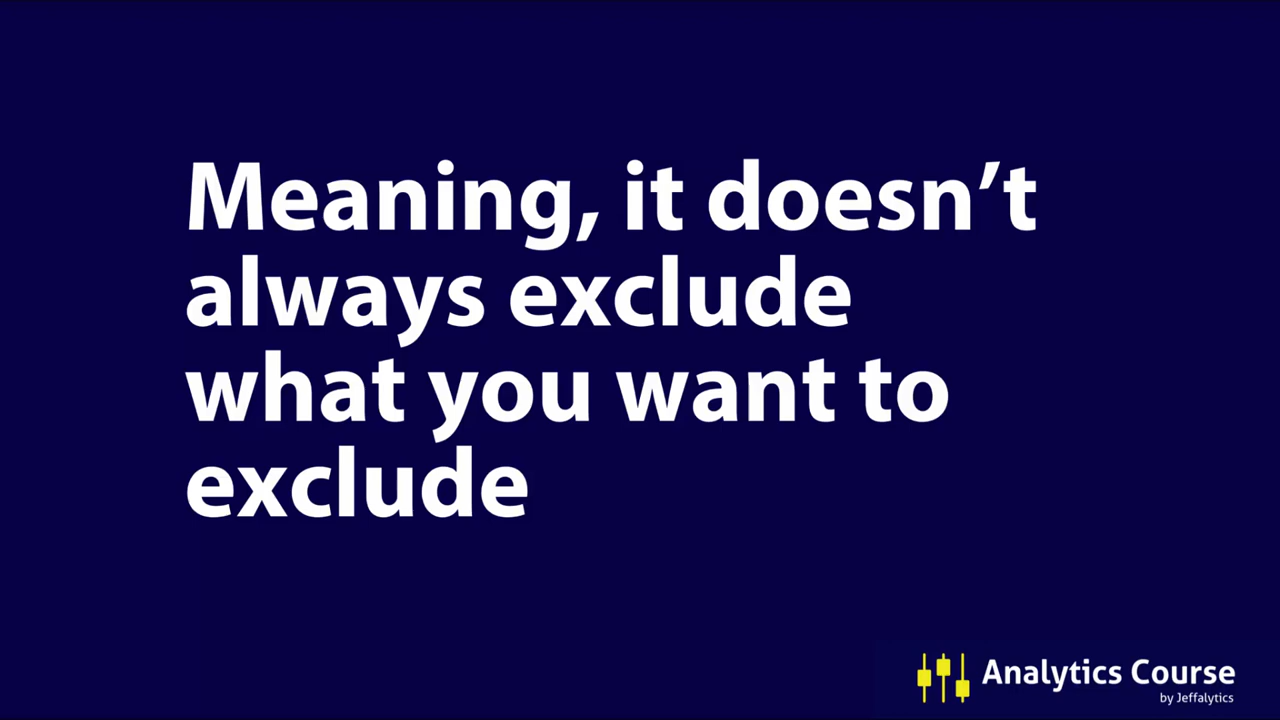 Meaning, it doesn’t
always exclude
what you want to
exclude
Analytics Course
by Jeffalytics